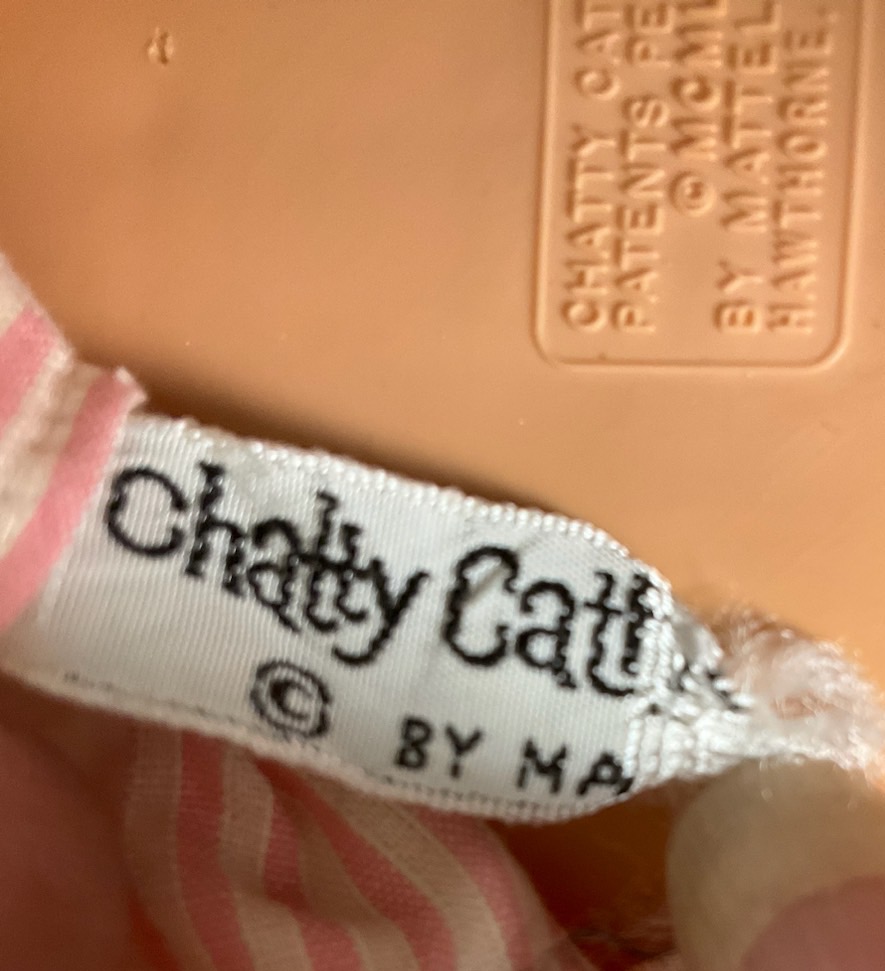 CHATTY CAT
PATENTS PE
© MCML
BY MATTEL
HAWTHORNE,
Chatty Cath
© BY MA